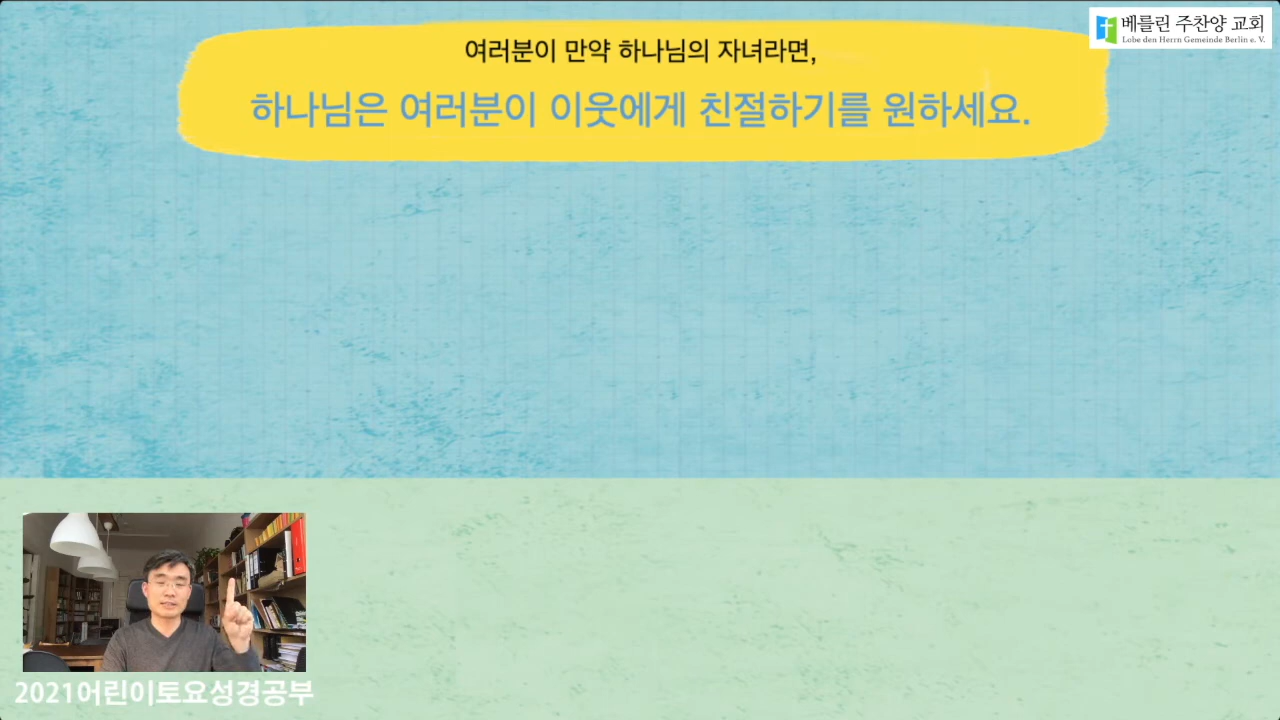 베를린 주찬양 교회
Lobe den Herrn Gemeinde Berlin e. V.
여러분이 만약 하나님의 자녀라면,
하나님은 여러분이 이웃에게 친절하기를 원하세요.
2021어린이토요성경공부